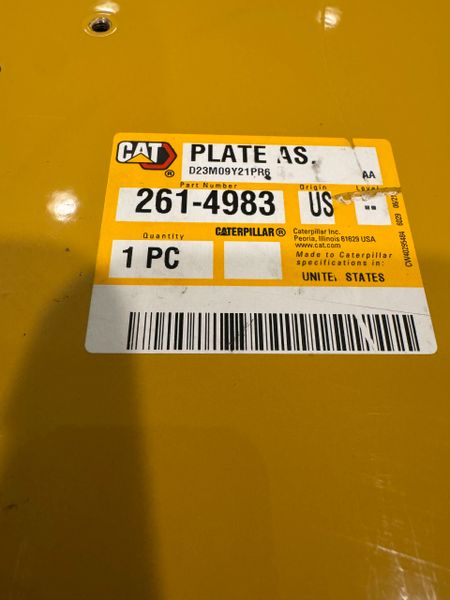 CAT
®
PLATE AS.
D23M09Y21PR6
AA
Part Number
Origin
Level
261-4983
US
--
Quantity
CATERPILLAR®
Caterpillar Inc.
Peoria, Illinois 61629 USA
www.cat.com
1 PC
Made to Caterpillar
specifications in:
UNITED STATES